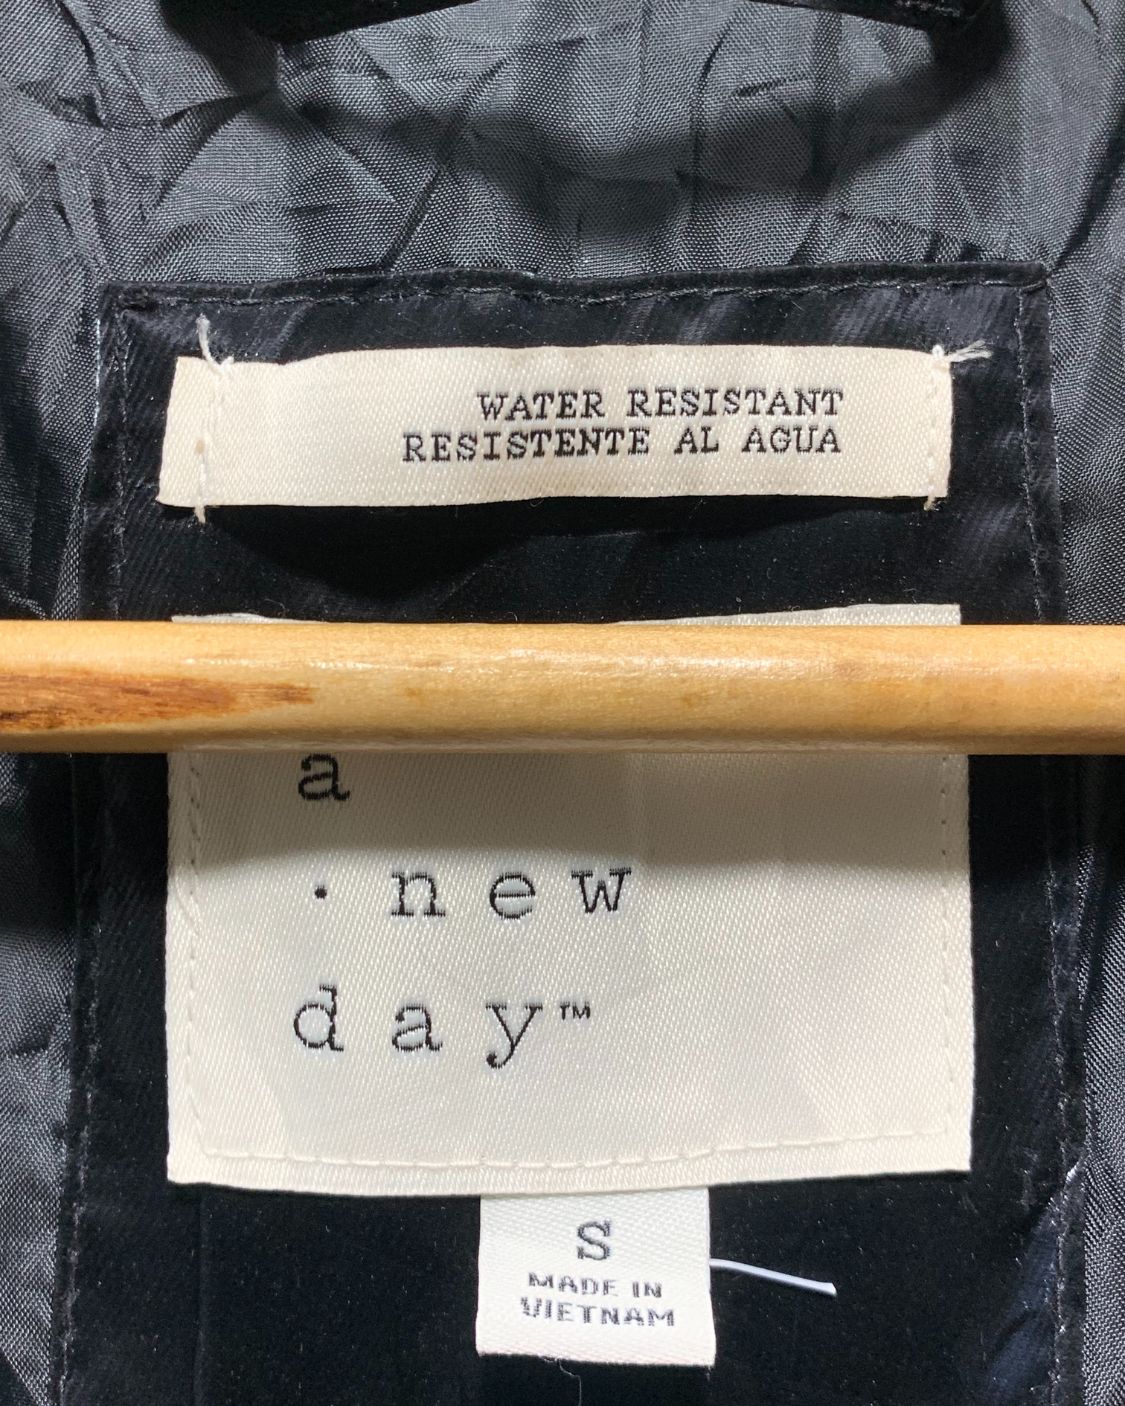 WATER RESISTANT
RESISTENTE AL AGUA
a
· new
day™
S
MADE IN
VIETNAM